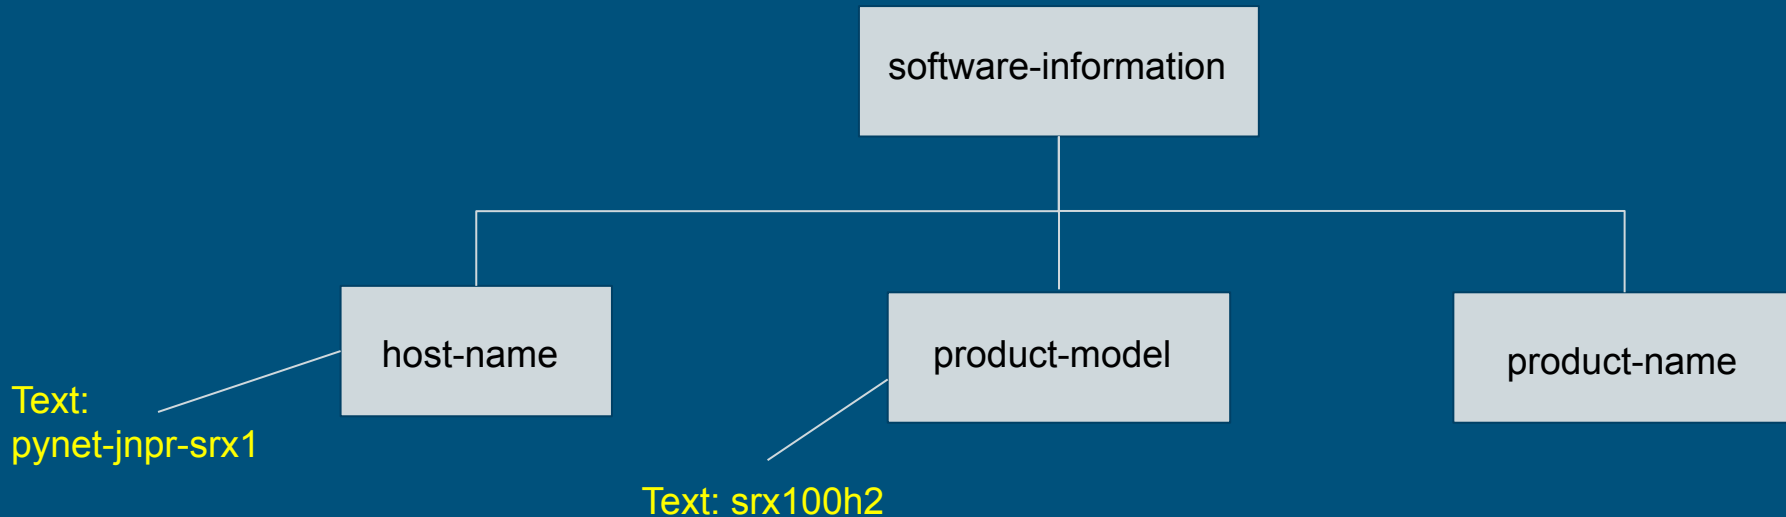 software-information
host-name
product-model
product-name
Text:
pynet-jnpr-srx1
Text: srx100h2